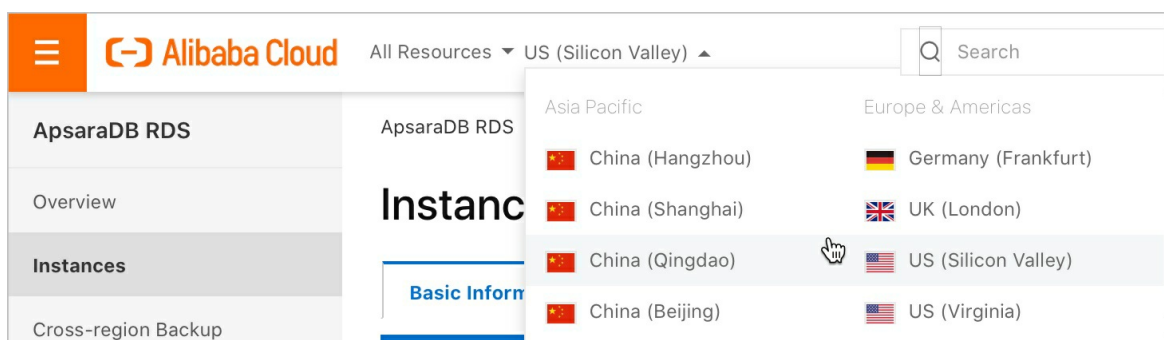 Alibaba Cloud
All Resources
US (Silicon Valley)
Search
ApsaraDB RDS
Overview
Instances
Cross-region Backup
ApsaraDB RDS
Instanc
Basic Inform
Asia Pacific
China (Hangzhou)
China (Shanghai)
China (Qingdao)
China (Beijing)
Europe & Americas
Germany (Frankfurt)
UK (London)
US (Silicon Valley)
US (Virginia)